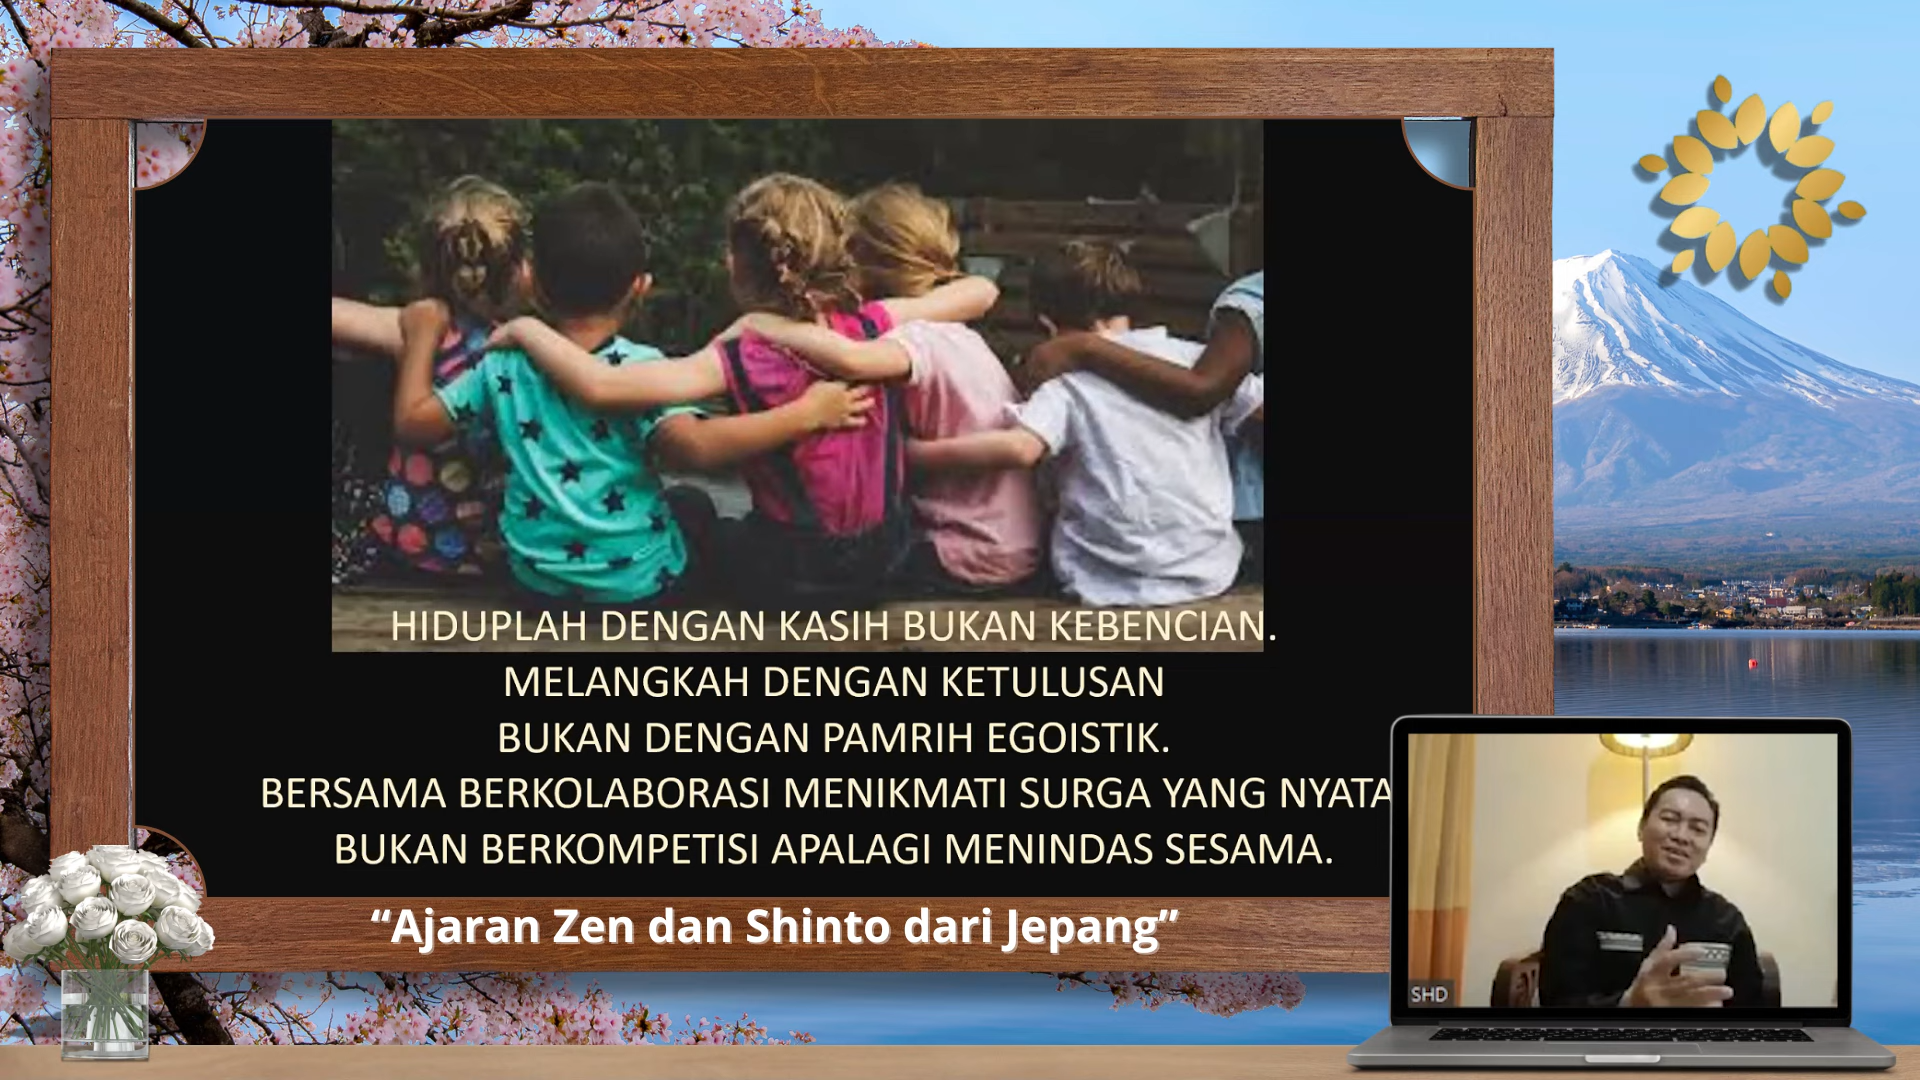 HIDUPLAH DENGAN KASIH BUKAN KEBENCIAN.
MELANGKAH DENGAN KETULUSAN
BUKAN DENGAN PAMRIH EGOISTIK.
BERSAMA BERKOLABORASI MENIKMATI SURGA YANG NYATA
BUKAN BERKOMPETISI APALAGI MENINDAS SESAMA.
“Ajaran Zen dan Shinto dari Jepang”
SHD